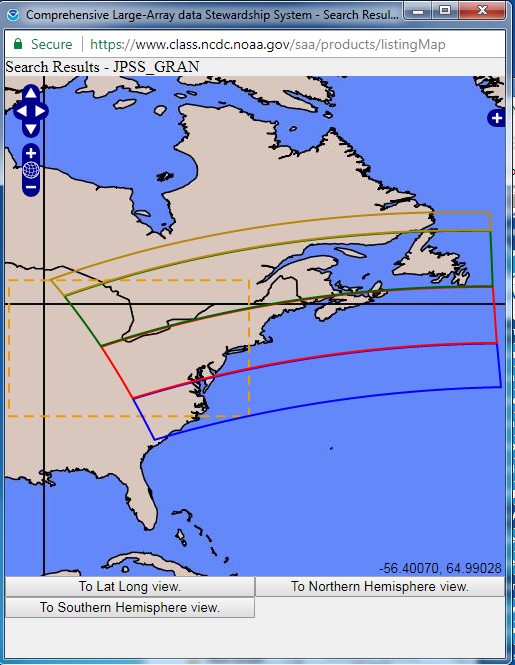 Comprehensive Large-Array data Stewardship System - Search Resul...
Secure | https://www.class.ncdc.noaa.gov/saa/products/listingMap
Search Results - JPSS_GRAN
-56.40070, 64.99028
To Lat Long view.
To Northern Hemisphere view.
To Southern Hemisphere view.